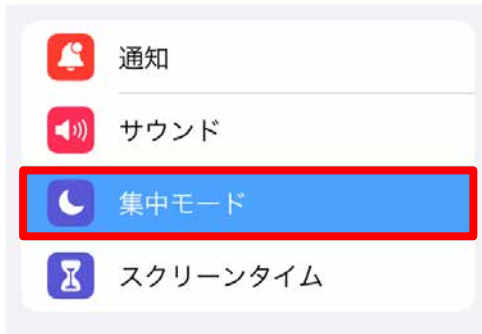 通知
サウンド
集中モード
スクリーンタイム